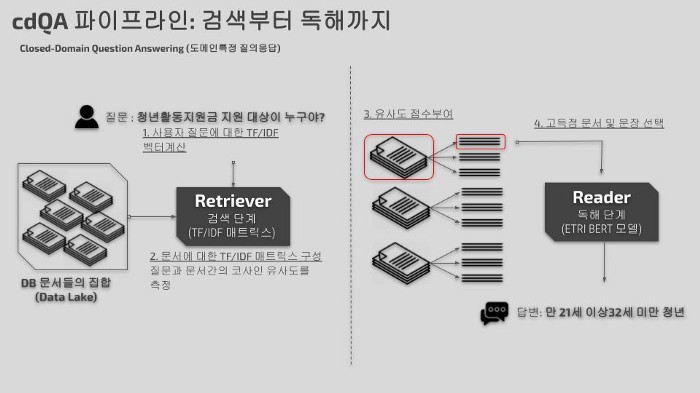 cdQA 파이프라인: 검색부터 독해까지
Closed-Domain Question Answering (도메인특정 질의응답)
질문 : 청년활동지원금 지원 대상이 누구야?
1. 사용자 질문에 대한 TF/IDF
벡터계산
Retriever
검색 단계
(TF/IDF 매트릭스)
2. 문서에 대한 TF/IDF 매트릭스 구성
질문과 문서간의 코사인 유사도를
측정
DB 문서들의 집합
(Data Lake)
3. 유사도 점수부여
4. 고득점 문서 및 문장 선택
Reader
독해 단계
(ETRI BERT 모델)
답변: 만 21세 이상32세 미만 청년